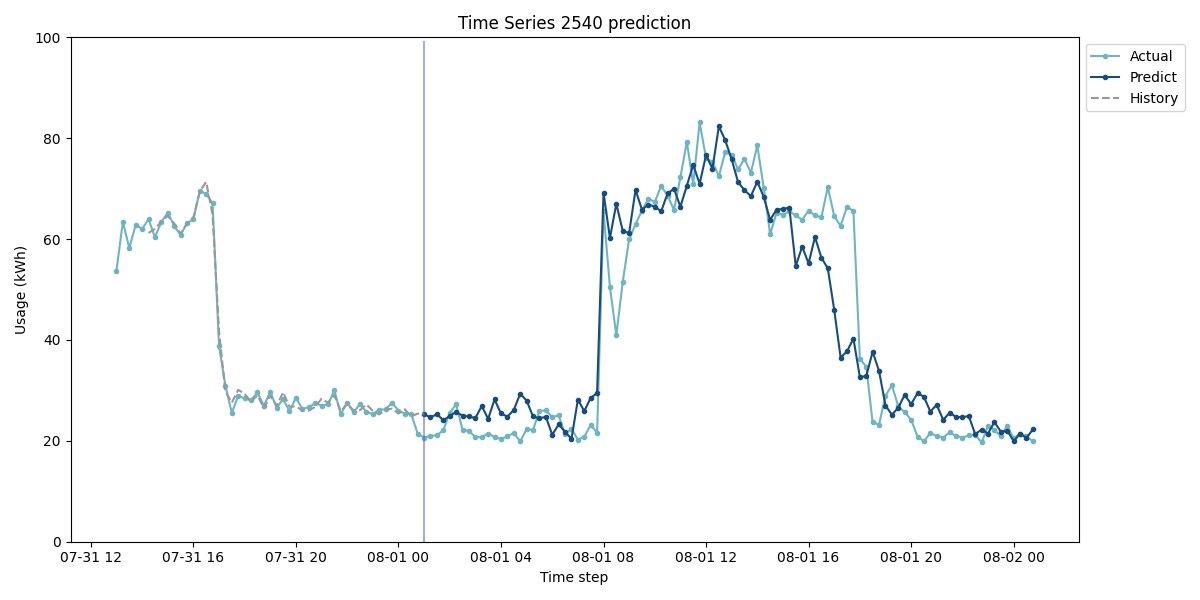 Time Series 2540 prediction
100
80
60
40
20
0
Usage (kWh)
07-31 12
07-31 16
07-31 20
08-01 00
08-01 04
08-01 08
08-01 12
08-01 16
08-01 20
08-02 00
Time step
Actual
Predict
History